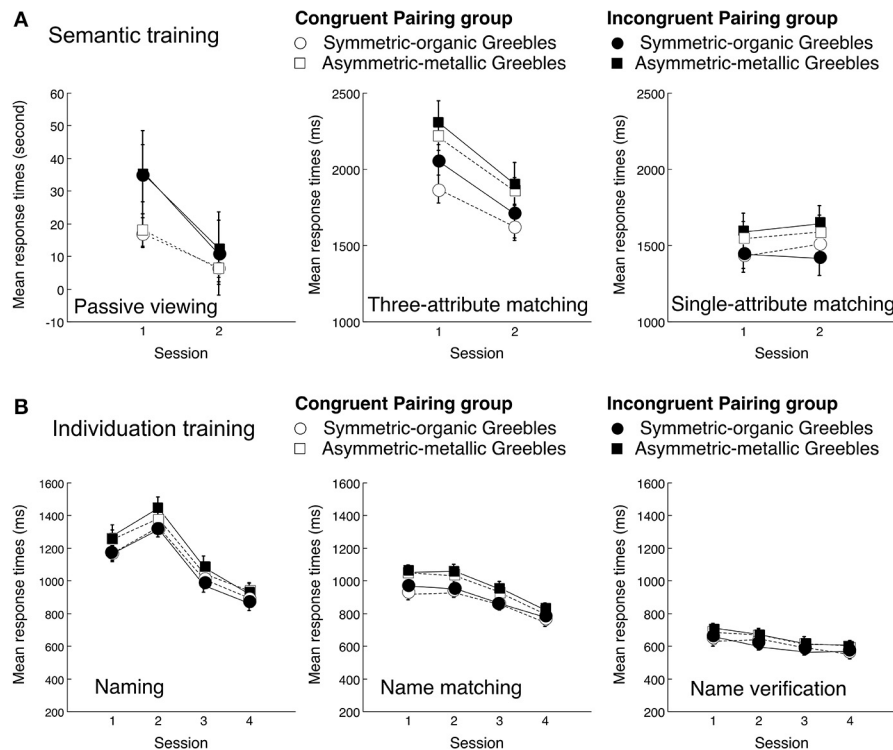 A
Semantic training
Congruent Pairing group
Symmetric-organic Greebles
Asymmetric-metallic Greebles
Incongruent Pairing group
Symmetric-organic Greebles
Asymmetric-metallic Greebles
Mean response times (second)
60
50
40
30
20
10
0
-10
Passive viewing
1 2
Session
Mean response times (ms)
2500
2000
1500
1000
Three-attribute matching
1 2
Session
Mean response times (ms)
2500
2000
1500
1000
Single-attribute matching
1 2
Session
B
Individuation training
Congruent Pairing group
Symmetric-organic Greebles
Asymmetric-metallic Greebles
Incongruent Pairing group
Symmetric-organic Greebles
Asymmetric-metallic Greebles
Mean response times (ms)
1600
1400
1200
1000
800
600
400
200
Naming
1 2 3 4
Session
Mean response times (ms)
1600
1400
1200
1000
800
600
400
200
Name matching
1 2 3 4
Session
Mean response times (ms)
1600
1400
1200
1000
800
600
400
200
Name verification
1 2 3 4
Session